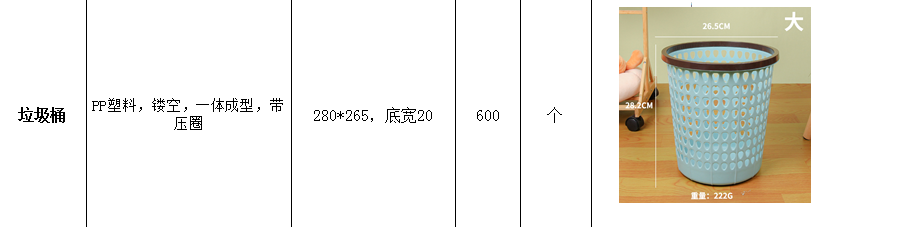 垃圾桶
PP塑料，镂空，一体成型，带
压圈
280*265，底宽20
600
个
大
26.5CM
28.2CM
重量：222G